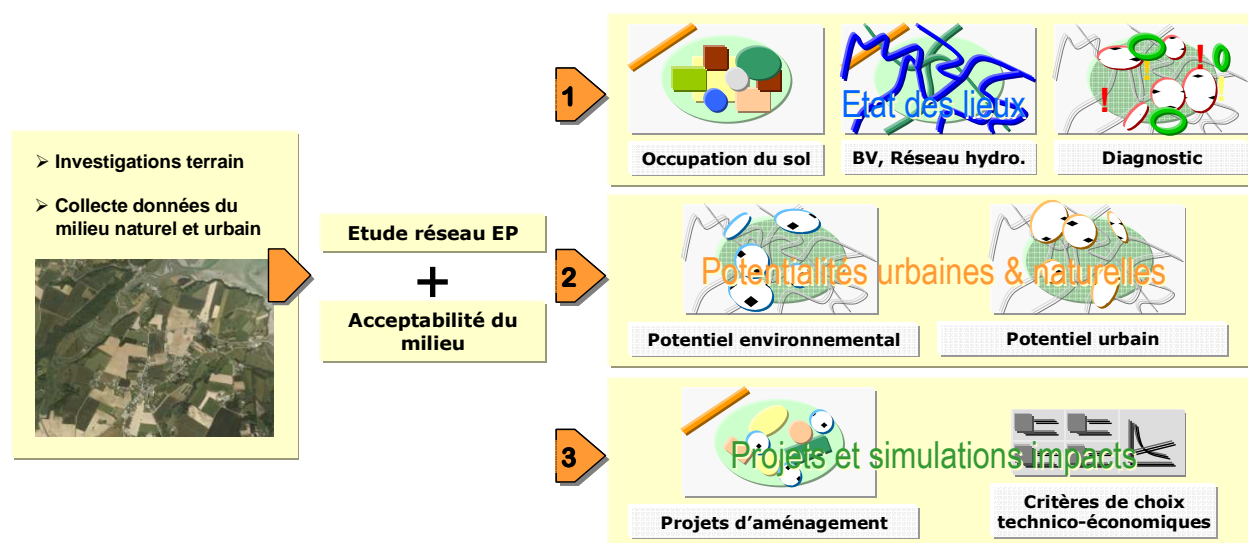 ➢ Investigations terrain
➢ Collecte données du
milieu naturel et urbain
Etude réseau EP
+
Acceptabilité du
milieu
1
Etat des lieux
Occupation du sol
BV, Réseau hydro.
Diagnostic
2
Potentialités urbaines & naturelles
Potentiel environnemental
Potentiel urbain
3
Projets et simulations impacts
Projets d’aménagement
Critères de choix
technico-économiques